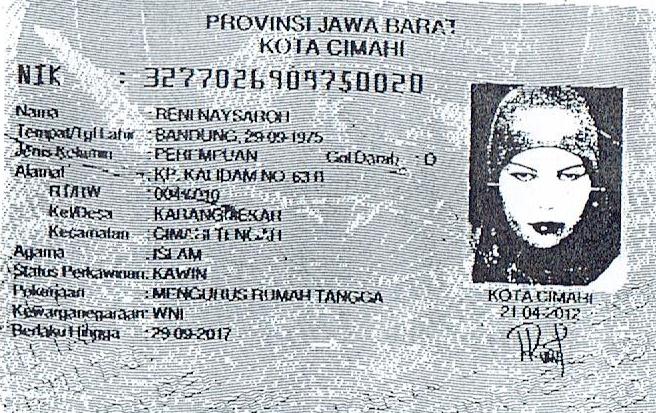 PROVINSI JAWA BARAT
KOTA CIMAHI
NIK : 3277026909750020
Nama : RENI NAYSAROH
Tempat/Tgl Lahir : BANDUNG, 29-09-1975
Jenis Kelamin : PEREMPUAN Gol Darah : O
Alamat : KP. KALIDAM NO. 63 B
RT/RW : 004/010
Kel/Desa : KARANGMEKAR
Kecamatan : CIMAHI TENGAH
Agama : ISLAM
Status Perkawinan: KAWIN
Pekerjaan : MENGURUS RUMAH TANGGA
Kewarganegaraan: WNI
Berlaku Hingga : 29-09-2017
KOTA CIMAHI
21-04-2012